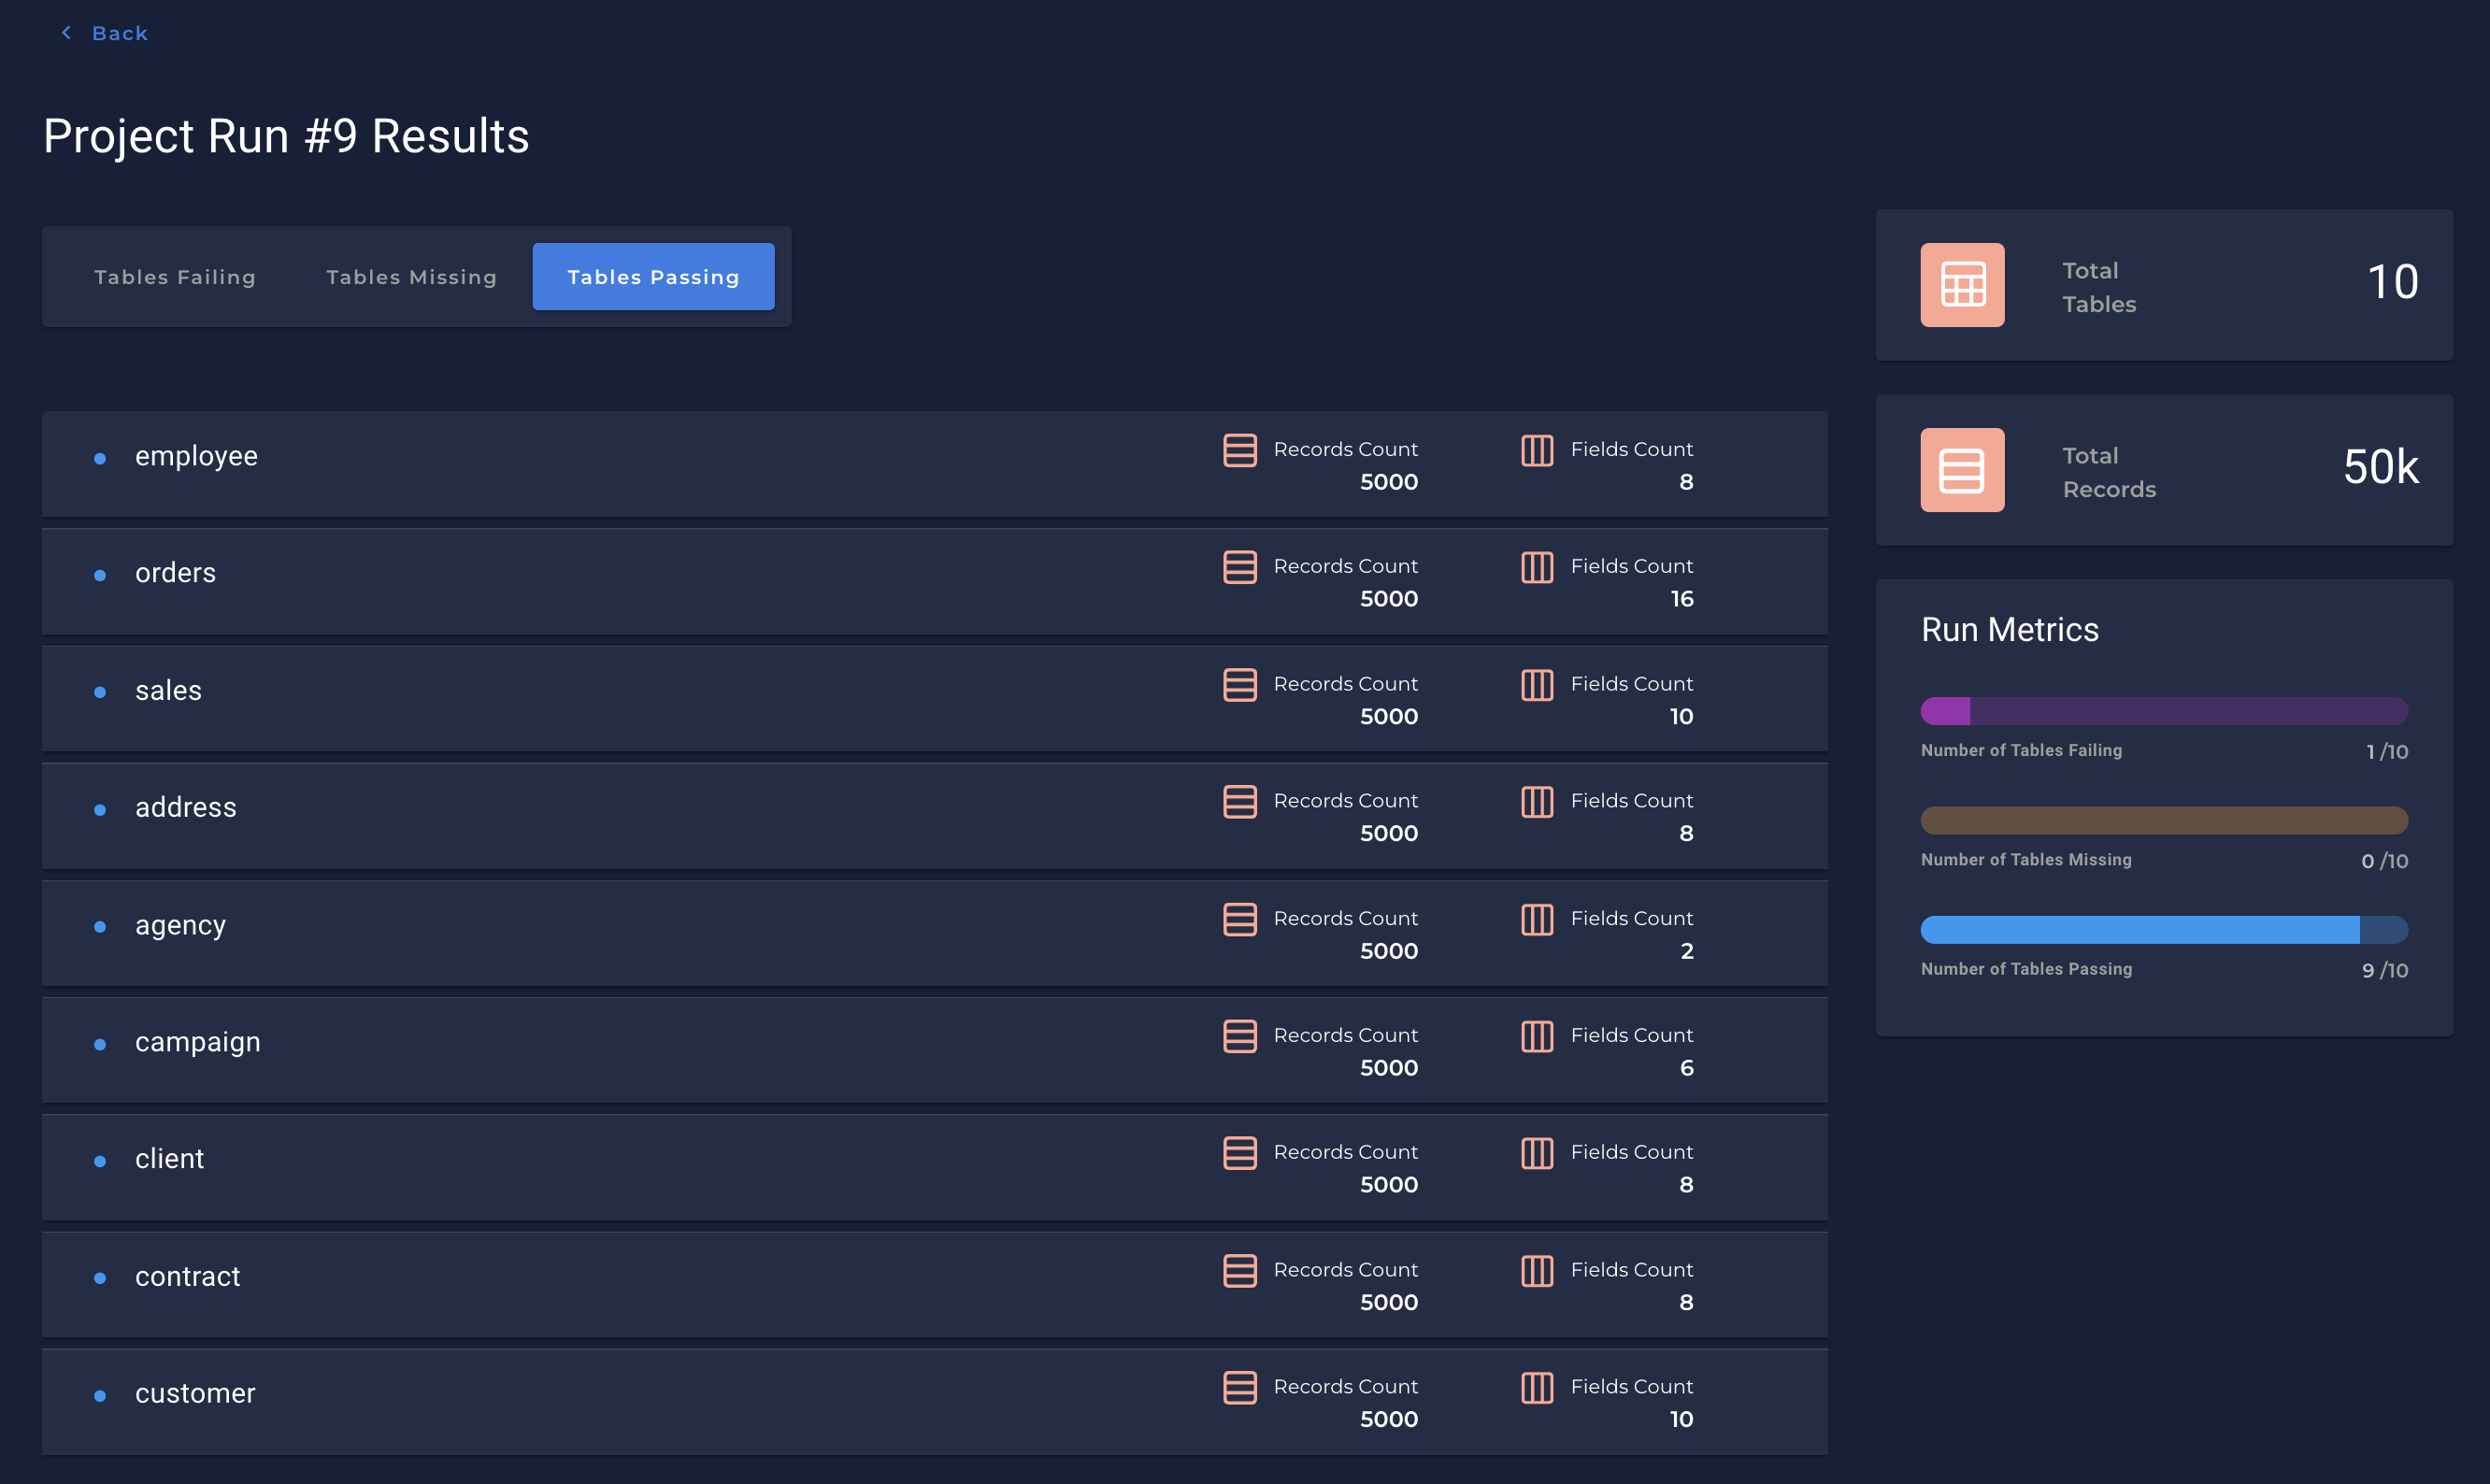 Back
Project Run #9 Results
Tables Failing Tables Missing Tables Passing
employee Records Count Fields Count
5000 8
orders Records Count Fields Count
5000 16
sales Records Count Fields Count
5000 10
address Records Count Fields Count
5000 8
agency Records Count Fields Count
5000 2
campaign Records Count Fields Count
5000 6
client Records Count Fields Count
5000 8
contract Records Count Fields Count
5000 8
customer Records Count Fields Count
5000 10
Total
Tables
10
Total
Records
50k
Run Metrics
Number of Tables Failing 1 /10
Number of Tables Missing 0 /10
Number of Tables Passing 9 /10